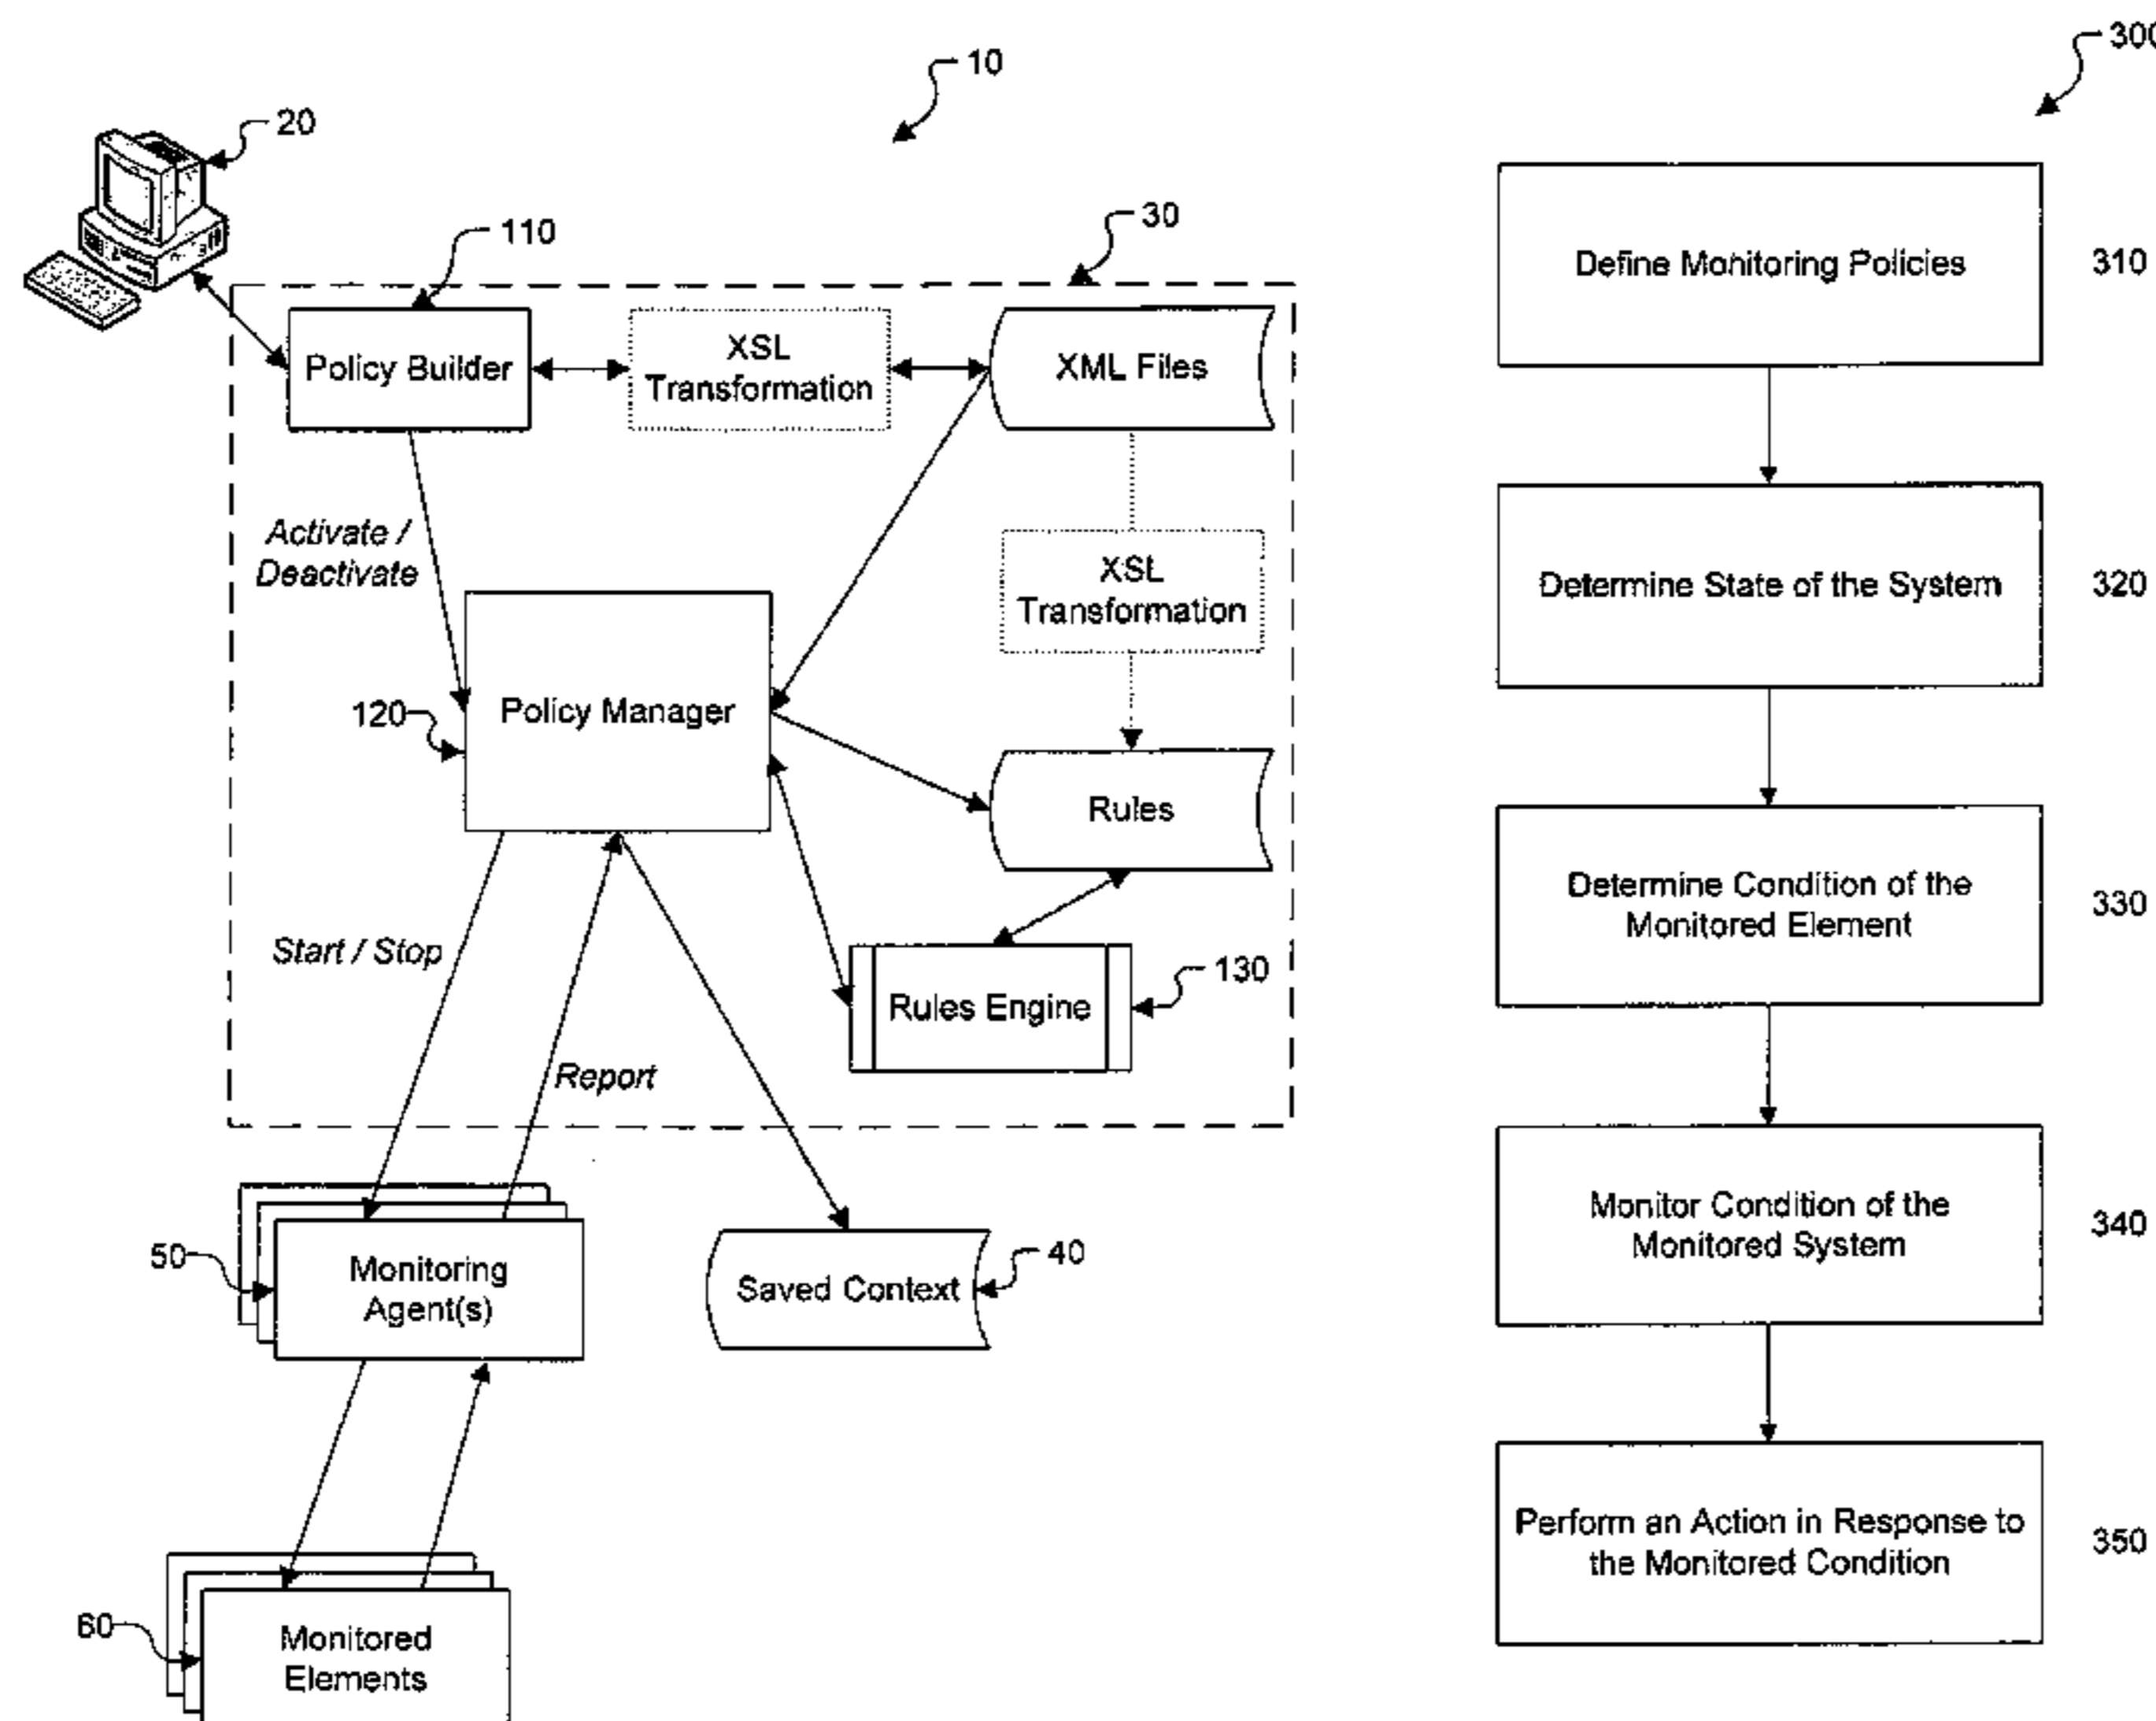 10
20
30
110
Policy Builder
XSL
Transformation
XML Files
Activate /
Deactivate
XSL
Transformation
Policy Manager
120
Rules
Start / Stop
Rules Engine
130
Report
50
Monitoring
Agent(s)
Saved Context
40
60
Monitored
Elements
300
Define Monitoring Policies
310
Determine State of the System
320
Determine Condition of the
Monitored Element
330
Monitor Condition of the
Monitored System
340
Perform an Action in Response to
the Monitored Condition
350